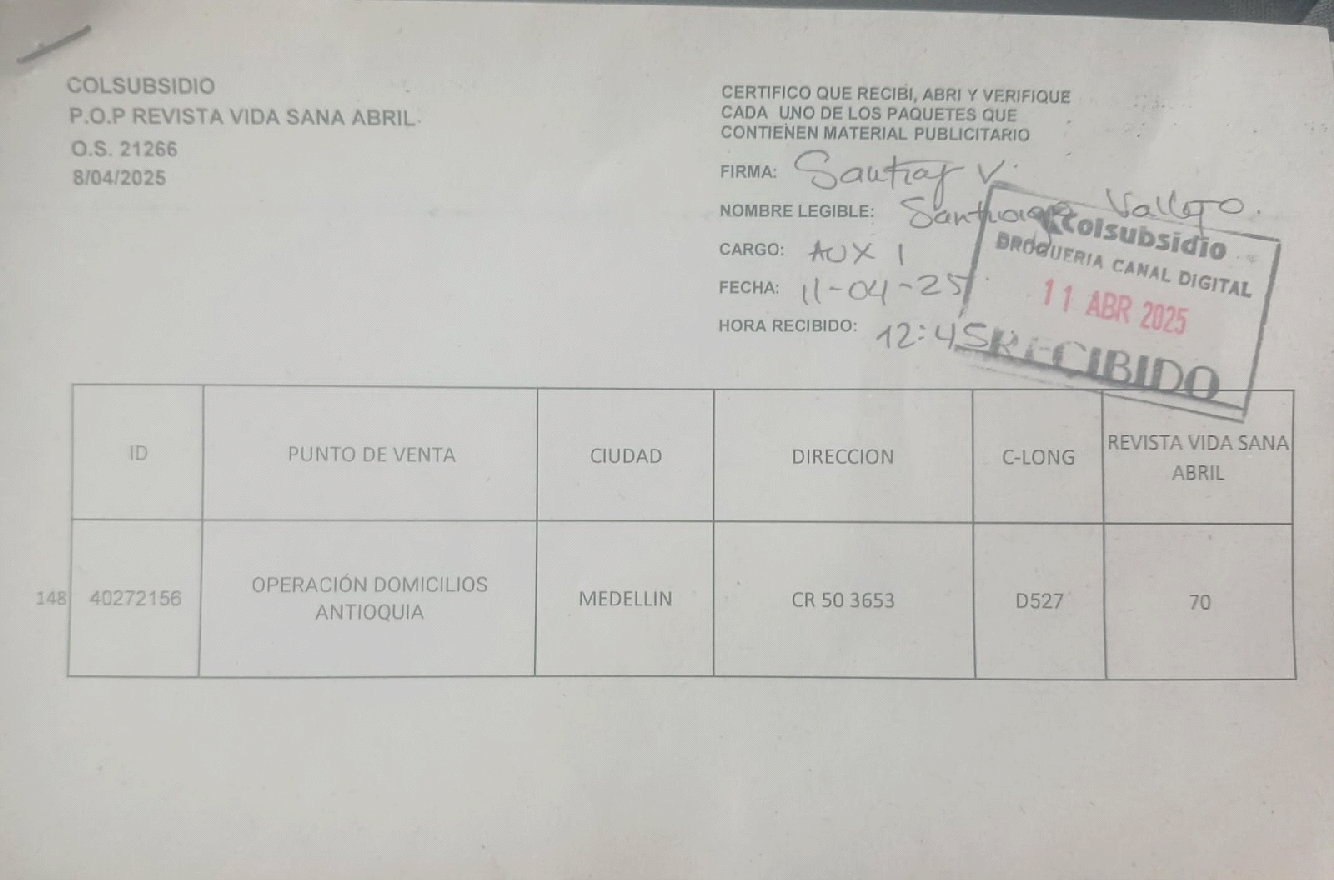 COLSUBSIDIO
P.O.P REVISTA VIDA SANA ABRIL.
O.S. 21266
8/04/2025
CERTIFICO QUE RECIBI, ABRI Y VERIFIQUE
CADA UNO DE LOS PAQUETES QUE
CONTIENEN MATERIAL PUBLICITARIO
FIRMA: Santiag V.
NOMBRE LEGIBLE: Santiago Vallejo.
CARGO: AUX 1
FECHA: 11-04-25
HORA RECIBIDO: 12:45
Colsubsidio
DROGUERIA CANAL DIGITAL
11 ABR 2025
RECIBIDO
ID PUNTO DE VENTA CIUDAD DIRECCION C-LONG REVISTA VIDA SANA
ABRIL
148 40272156 OPERACIÓN DOMICILIOS
ANTIOQUIA MEDELLIN CR 50 3653 D527 70